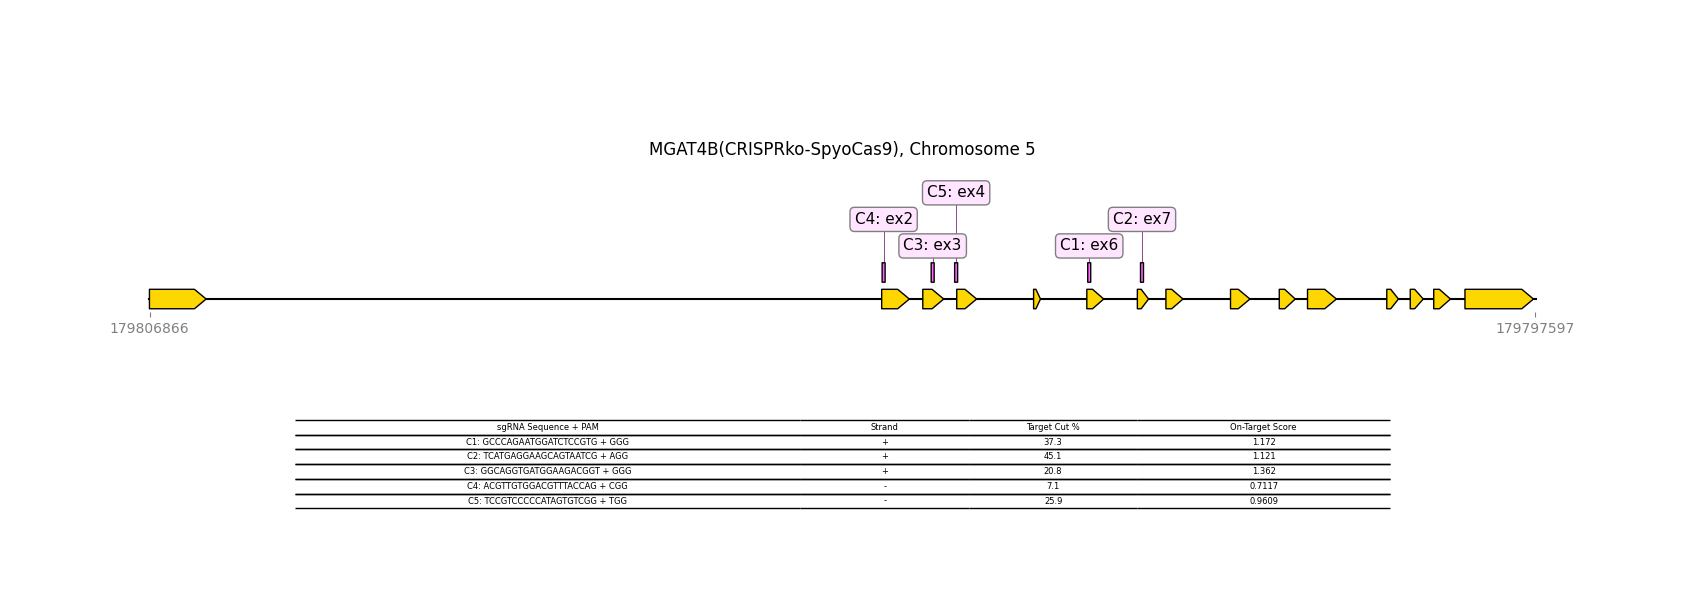 MGAT4B(CRISPRko-SpyoCas9), Chromosome 5
C5: ex4
C4: ex2
C2: ex7
C3: ex3
C1: ex6
179806866
179797597
sgRNA Sequence + PAM Strand Target Cut % On-Target Score
C1: GCCCAGAATGGATCTCCGTG + GGG + 37.3 1.172
C2: TCATGAGGAAGCAGTAATCG + AGG + 45.1 1.121
C3: GGCAGGTGATGGAAGACGGT + GGG + 20.8 1.362
C4: ACGTTGTGGACGTTTACCAG + CGG - 7.1 0.7117
C5: TCCGTCCCCCATAGTGTCGG + TGG - 25.9 0.9609